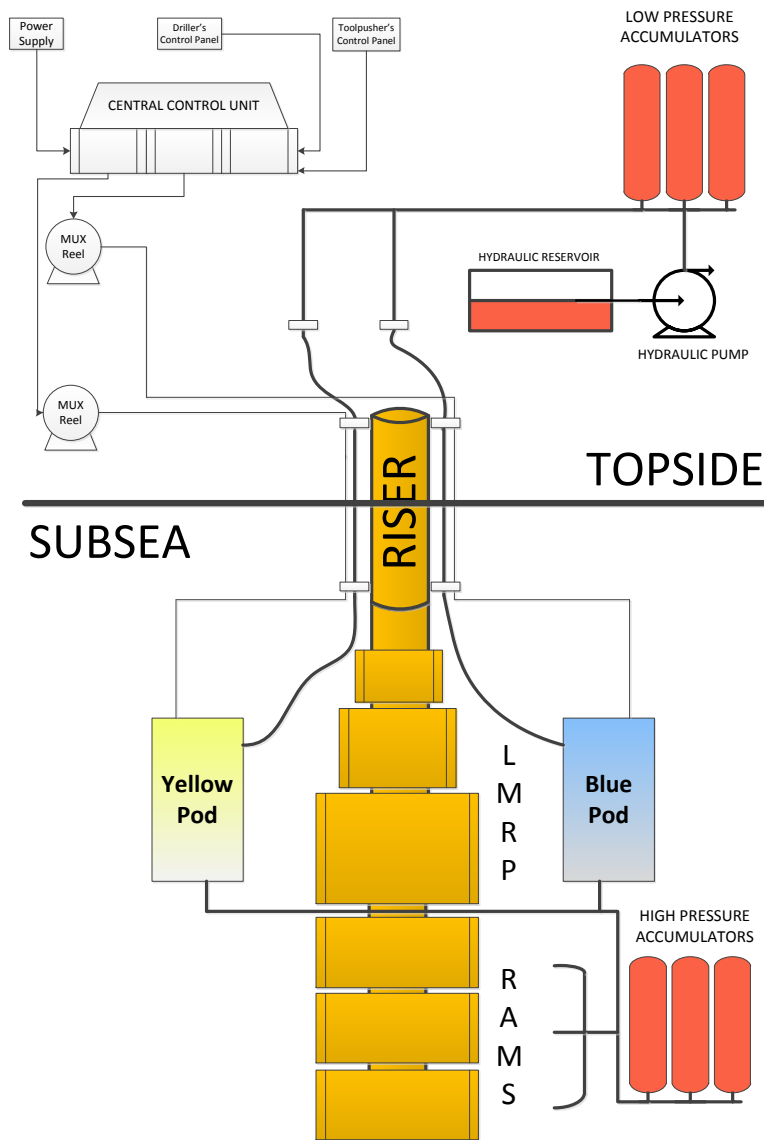 Power
Supply
Driller's
Control Panel
Toolpusher's
Control Panel
LOW PRESSURE
ACCUMULATORS
CENTRAL CONTROL UNIT
MUX
Reel
HYDRAULIC RESERVOIR
HYDRAULIC PUMP
MUX
Reel
RISER
TOPSIDE
SUBSEA
Yellow
Pod
L
M
R
P
Blue
Pod
HIGH PRESSURE
ACCUMULATORS
R
A
M
S